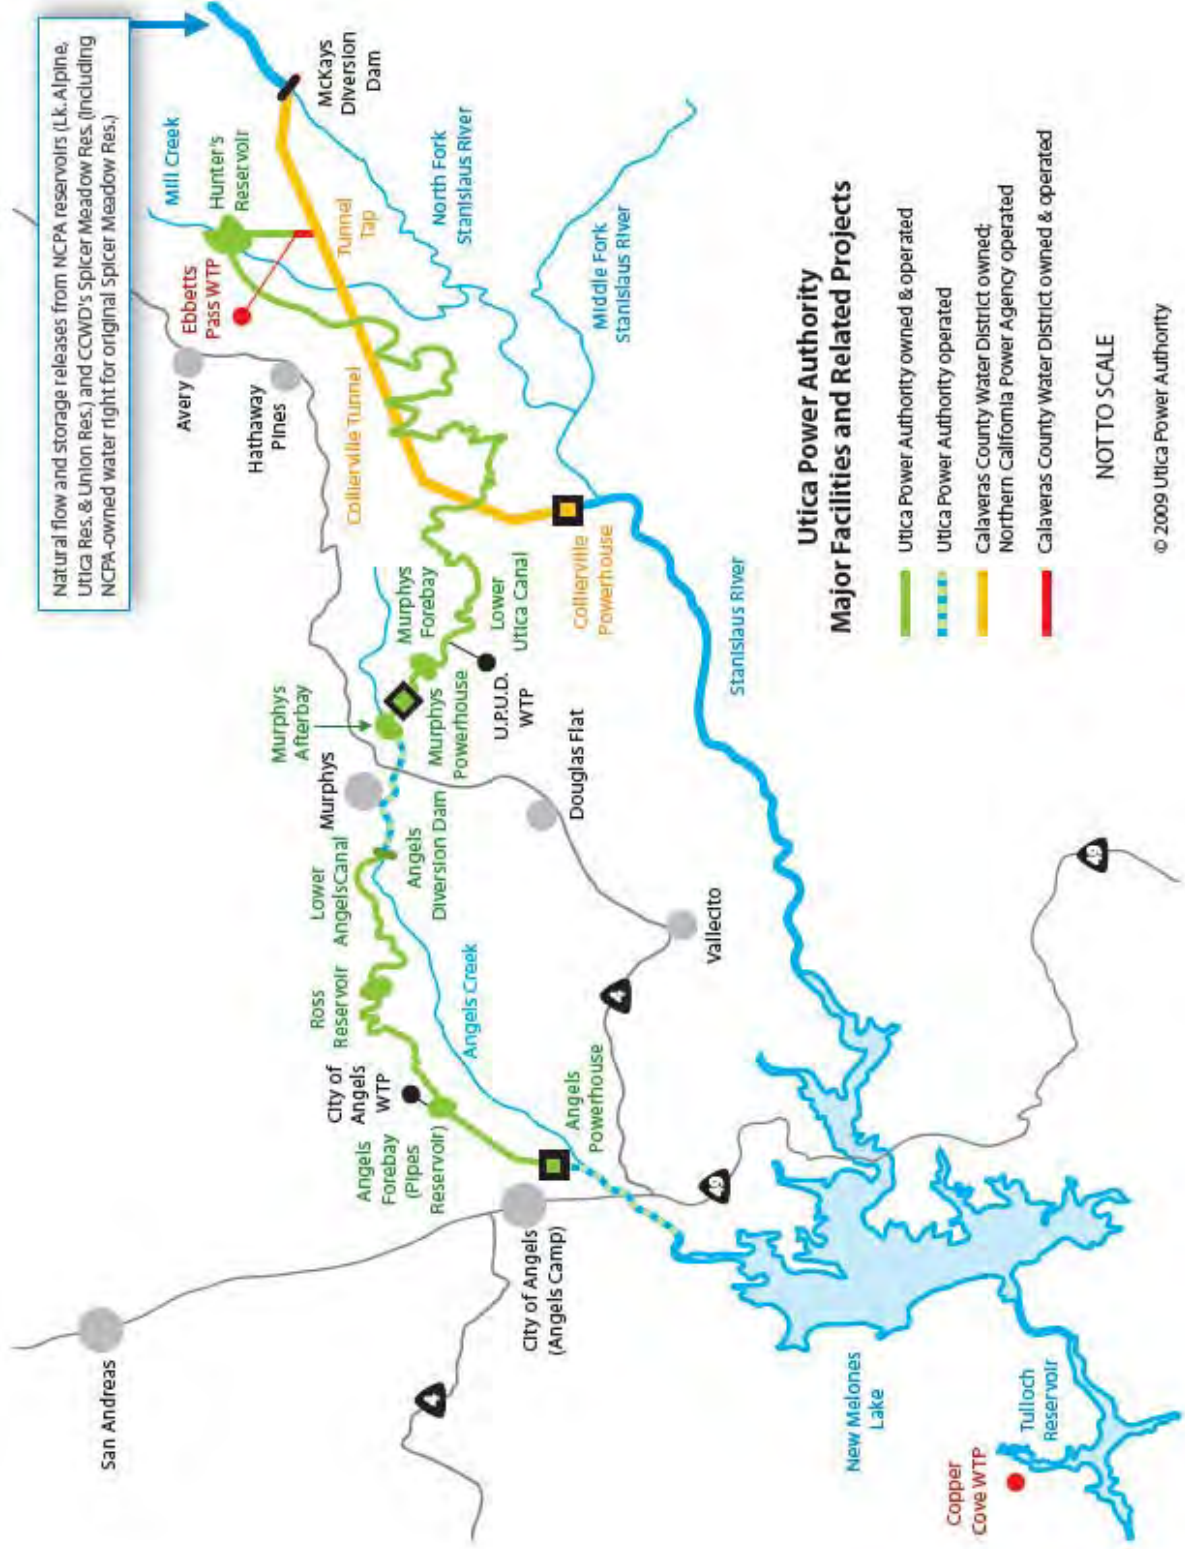 Natural flow and storage releases from NCPA reservoirs (Lk. Alpine,
Utica Res. & Union Res.) and CCWD's Spicer Meadow Res. (Including
NCPA-owned water right for original Spicer Meadow Res.)
San Andreas
Avery
Hathaway
Pines
Ebbetts
Pass WTP
Mill Creek
Hunter's
Reservoir
McKays
Diversion
Dam
Tunnel
Tap
Collierville Tunnel
North Fork
Stanislaus River
Middle Fork
Stanislaus River
Murphys
Afterbay
Murphys
Forebay
Lower
Utica Canal
Murphys
Powerhouse
U.P.U.D.
WTP
Collierville
Powerhouse
Murphys
Lower
AngelsCanal
Angels
Diversion Dam
Ross
Reservoir
City of
Angels
WTP
Angels
Forebay
(Pipes
Reservoir)
Angels Creek
Angels
Powerhouse
City of Angels
(Angels Camp)
Douglas Flat
Vallecito
4
4
49
49
Stanislaus River
New Melones
Lake
Tulloch
Reservoir
Copper
Cove WTP
Utica Power Authority
Major Facilities and Related Projects
Utica Power Authority owned & operated
Utica Power Authority operated
Calaveras County Water District owned;
Northern California Power Agency operated
Calaveras County Water District owned & operated
NOT TO SCALE
© 2009 Utica Power Authority